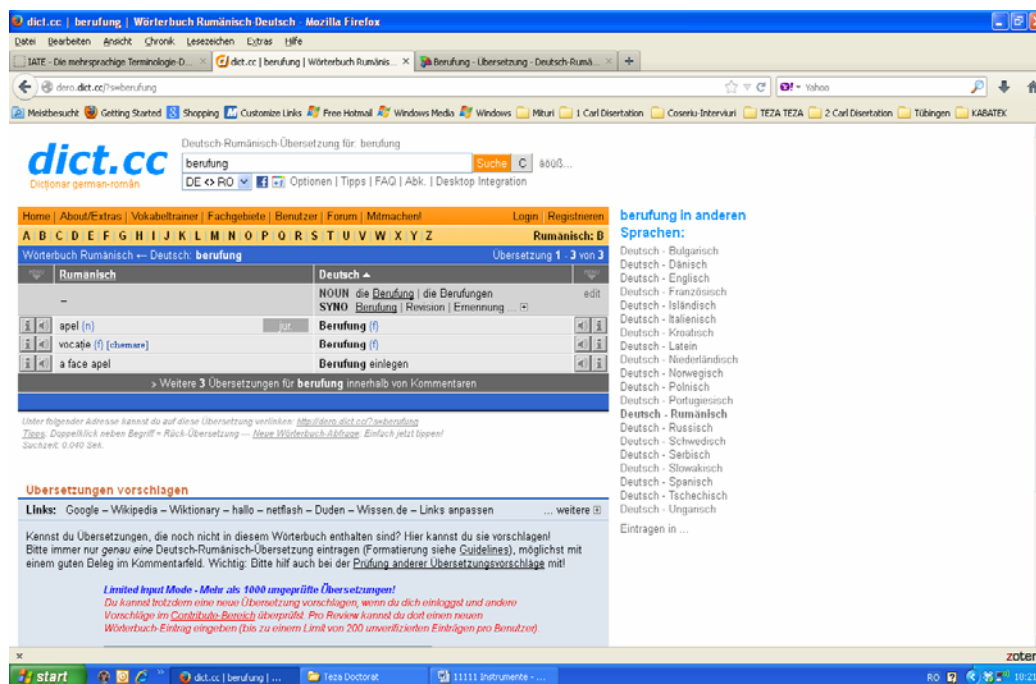 dict.cc | berufung | Wörterbuch Rumänisch-Deutsch - Mozilla Firefox
Datei Bearbeiten Ansicht Chronik Lesezeichen Extras Hilfe
IATE - Die mehrsprachige Terminologie-D... × dict.cc | berufung | Wörterbuch Rumänis... × Berufung - Übersetzung - Deutsch-Rumä... × +
dero.dict.cc/?s=berufung Yahoo
Meistbesucht Getting Started Shopping Customize Links Free Hotmail Windows Media Windows Mituri 1 Carl Disertation Coseriu-Interviuri TEZA TEZA 2 Carl Disertation Tübingen KABATEK
dict.cc
Dicționar german-român
Deutsch-Rumänisch-Übersetzung für: berufung
berufung Suche C äöüß...
DE <> RO Optionen | Tipps | FAQ | Abk. | Desktop Integration
Home | About/Extras | Vokabeltrainer | Fachgebiete | Benutzer | Forum | Mitmachen! Login | Registrieren
A B C D E F G H I J K L M N O P Q R S T U V W X Y Z Rumänisch: B
Wörterbuch Rumänisch ← Deutsch: berufung Übersetzung 1 - 3 von 3
Rumänisch Deutsch
– NOUN die Berufung | die Berufungen edit
SYNO Berufung | Revision | Ernennung ...
apel (n) jur. Berufung (f)
vocație (f) [chemare] Berufung (f)
a face apel Berufung einlegen
» Weitere 3 Übersetzungen für berufung innerhalb von Kommentaren
Unter folgender Adresse kannst du auf diese Übersetzung verlinken: http://dero.dict.cc/?s=berufung
Tipps: Doppelklick neben Begriff = Rück-Übersetzung — Neue Wörterbuch-Abfrage: Einfach jetzt tippen!
Suchzeit: 0.040 Sek.
Übersetzungen vorschlagen
Links: Google – Wikipedia – Wiktionary – hallo – netflash – Duden – Wissen.de – Links anpassen ... weitere
Kennst du Übersetzungen, die noch nicht in diesem Wörterbuch enthalten sind? Hier kannst du sie vorschlagen!
Bitte immer nur genau eine Deutsch-Rumänisch-Übersetzung eintragen (Formatierung siehe Guidelines), möglichst mit
einem guten Beleg im Kommentarfeld. Wichtig: Bitte hilf auch bei der Prüfung anderer Übersetzungsvorschläge mit!
Limited Input Mode - Mehr als 1000 ungeprüfte Übersetzungen!
Du kannst trotzdem eine neue Übersetzung vorschlagen, wenn du dich einloggst und andere
Vorschläge im Contribute-Bereich überprüfst. Pro Review kannst du dort einen neuen
Wörterbuch-Eintrag eingeben (bis zu einem Limit von 200 unverifizierten Einträgen pro Benutzer).
berufung in anderen
Sprachen:
Deutsch - Bulgarisch
Deutsch - Dänisch
Deutsch - Englisch
Deutsch - Französisch
Deutsch - Isländisch
Deutsch - Italienisch
Deutsch - Kroatisch
Deutsch - Latein
Deutsch - Niederländisch
Deutsch - Norwegisch
Deutsch - Polnisch
Deutsch - Portugiesisch
Deutsch - Rumänisch
Deutsch - Russisch
Deutsch - Schwedisch
Deutsch - Serbisch
Deutsch - Slowakisch
Deutsch - Spanisch
Deutsch - Tschechisch
Deutsch - Ungarisch
Eintragen in ...
× zoter
start dict.cc | berufung | ... Teza Doctorat 11111 Instrumente - ... RO